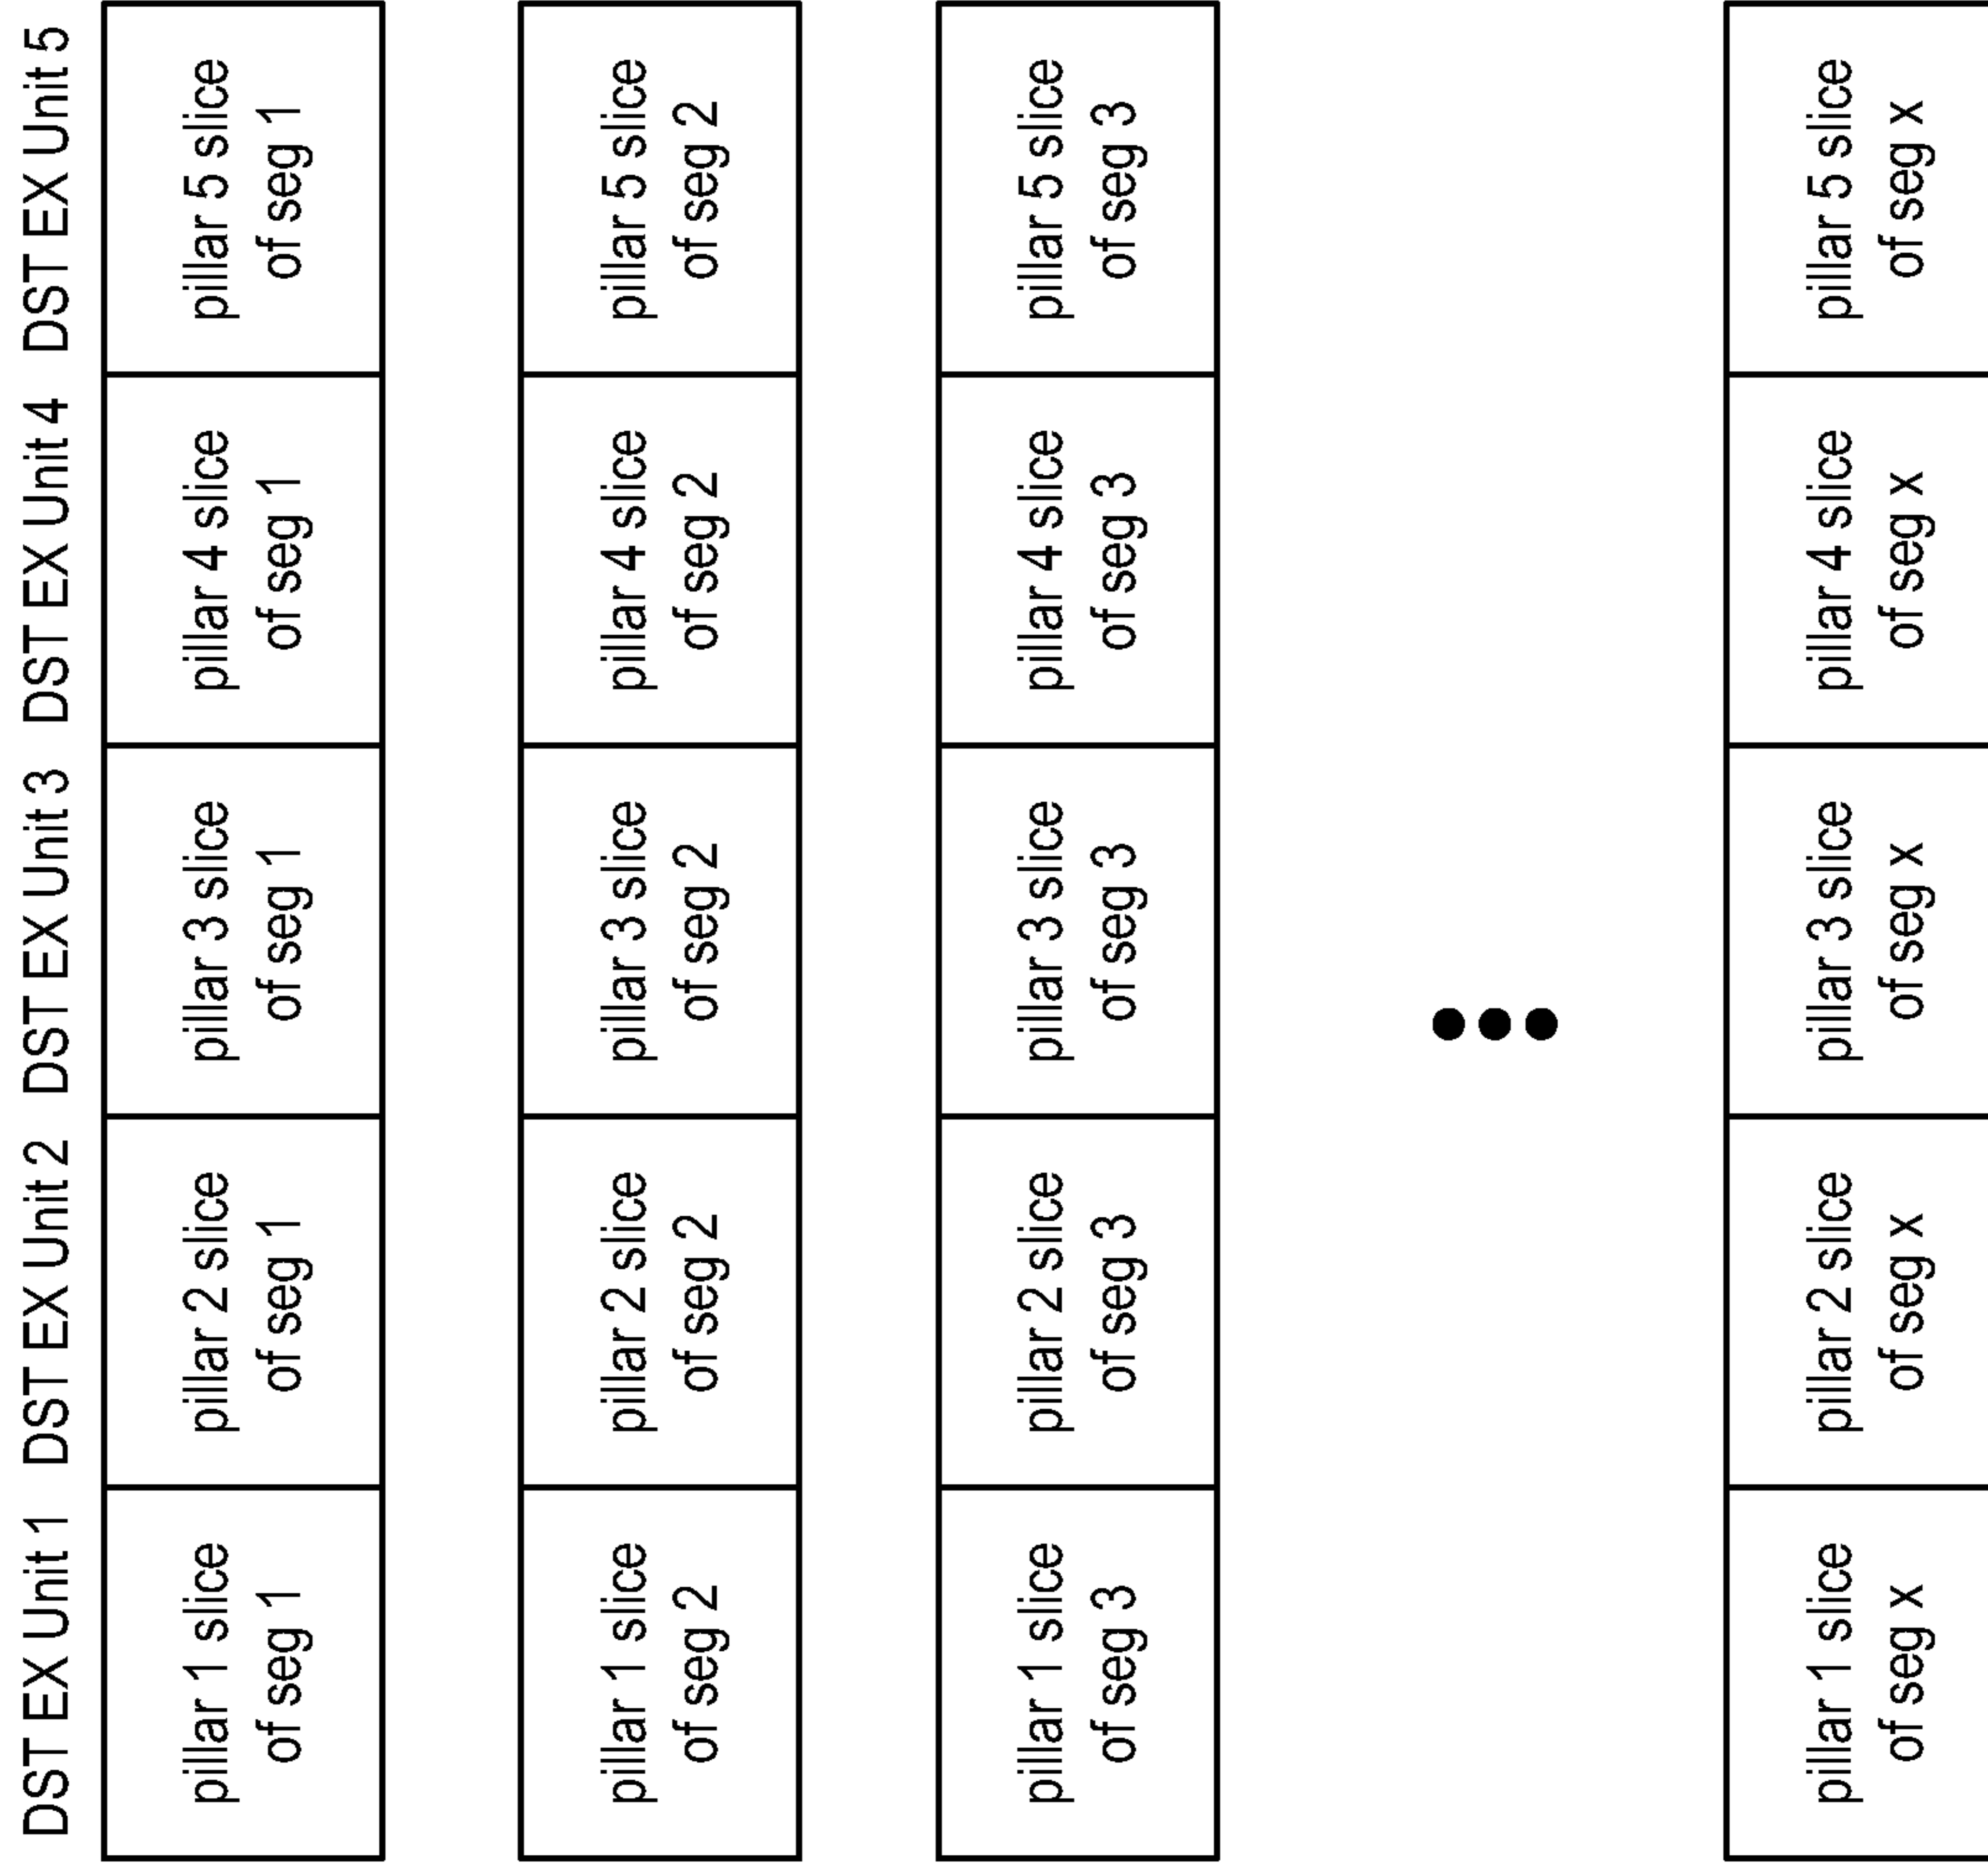 DST EX Unit 1 DST EX Unit 2 DST EX Unit 3 DST EX Unit 4 DST EX Unit 5
pillar 1 slice
of seg 1
pillar 2 slice
of seg 1
pillar 3 slice
of seg 1
pillar 4 slice
of seg 1
pillar 5 slice
of seg 1
pillar 1 slice
of seg 2
pillar 2 slice
of seg 2
pillar 3 slice
of seg 2
pillar 4 slice
of seg 2
pillar 5 slice
of seg 2
pillar 1 slice
of seg 3
pillar 2 slice
of seg 3
pillar 3 slice
of seg 3
pillar 4 slice
of seg 3
pillar 5 slice
of seg 3
pillar 1 slice
of seg x
pillar 2 slice
of seg x
pillar 3 slice
of seg x
pillar 4 slice
of seg x
pillar 5 slice
of seg x